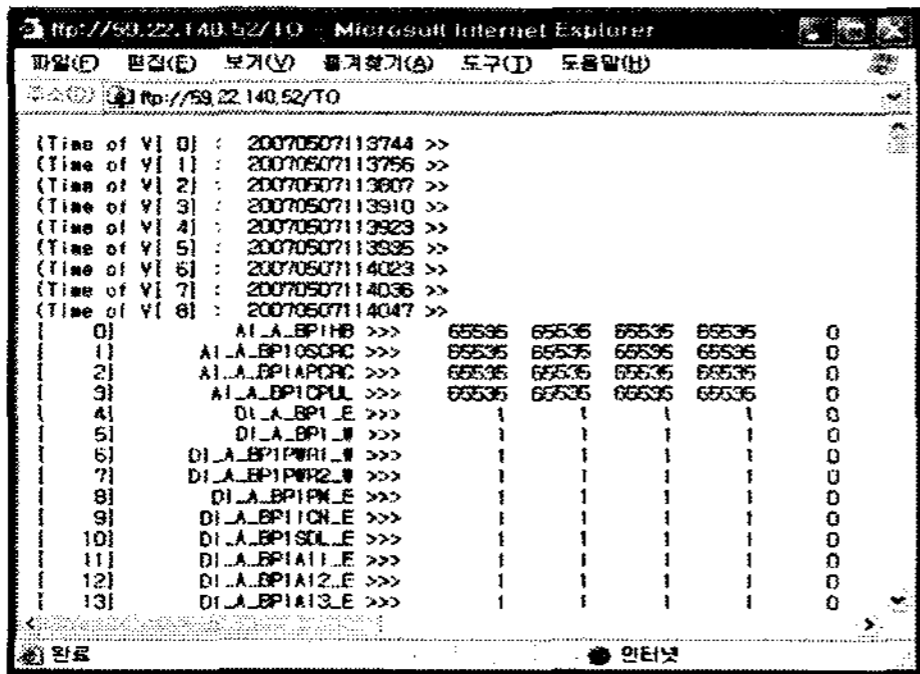 ftp://59.22.140.52/TO - Microsoft Internet Explorer
파일(F) 편집(E) 보기(V) 즐겨찾기(A) 도구(T) 도움말(H)
주소(D) ftp://59.22.140.52/TO
(Time of V[ 0] : 20070507113744 >>
(Time of V[ 1] : 20070507113756 >>
(Time of V[ 2] : 20070507113807 >>
(Time of V[ 3] : 20070507113910 >>
(Time of V[ 4] : 20070507113923 >>
(Time of V[ 5] : 20070507113935 >>
(Time of V[ 6] : 20070507114023 >>
(Time of V[ 7] : 20070507114036 >>
(Time of V[ 8] : 20070507114047 >>
[ 0] AI_A_BP1HB >>> 65535 65535 65535 65535 0
[ 1] AI_A_BP1OSCRC >>> 65535 65535 65535 65535 0
[ 2] AI_A_BP1APCRC >>> 65535 65535 65535 65535 0
[ 3] AI_A_BP1CPUL >>> 65535 65535 65535 65535 0
[ 4] DI_A_BP1_E >>> 1 1 1 1 0
[ 5] DI_A_BP1_W >>> 1 1 1 1 0
[ 6] DI_A_BP1PWR1_W >>> 1 1 1 1 0
[ 7] DI_A_BP1PWR2_W >>> 1 1 1 1 0
[ 8] DI_A_BP1PM_E >>> 1 1 1 1 0
[ 9] DI_A_BP1ICN_E >>> 1 1 1 1 0
[ 10] DI_A_BP1SDL_E >>> 1 1 1 1 0
[ 11] DI_A_BP1AI1_E >>> 1 1 1 1 0
[ 12] DI_A_BP1AI2_E >>> 1 1 1 1 0
[ 13] DI_A_BP1AI3_E >>> 1 1 1 1 0
완료 인터넷